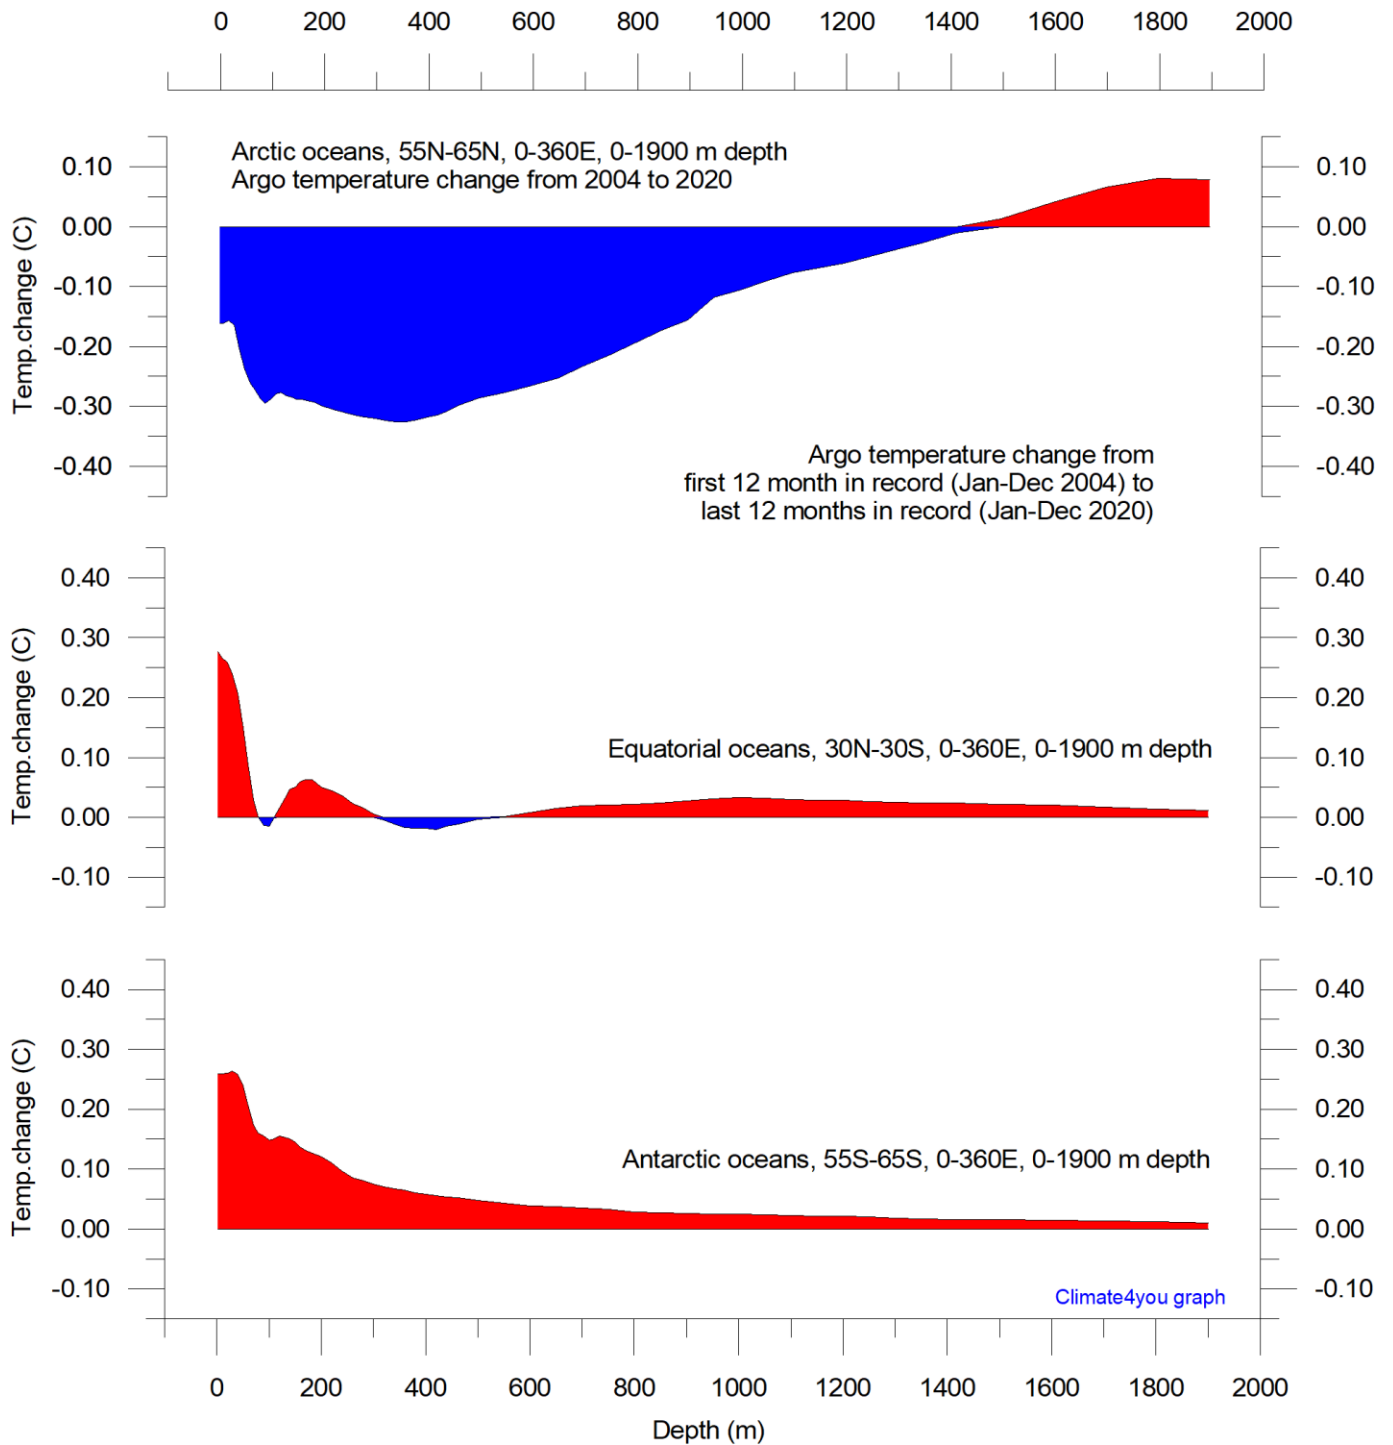 0 200 400 600 800 1000 1200 1400 1600 1800 2000
Arctic oceans, 55N-65N, 0-360E, 0-1900 m depth
Argo temperature change from 2004 to 2020
Temp.change (C)
0.10 0.10
0.00 0.00
-0.10 -0.10
-0.20 -0.20
-0.30 -0.30
-0.40 -0.40
Argo temperature change from
first 12 month in record (Jan-Dec 2004) to
last 12 months in record (Jan-Dec 2020)
Temp.change (C)
0.40 0.40
0.30 0.30
0.20 0.20
Equatorial oceans, 30N-30S, 0-360E, 0-1900 m depth
0.10 0.10
0.00 0.00
-0.10 -0.10
Temp.change (C)
0.40 0.40
0.30 0.30
0.20 0.20
Antarctic oceans, 55S-65S, 0-360E, 0-1900 m depth
0.10 0.10
0.00 0.00
-0.10 -0.10
Climate4you graph
0 200 400 600 800 1000 1200 1400 1600 1800 2000
Depth (m)